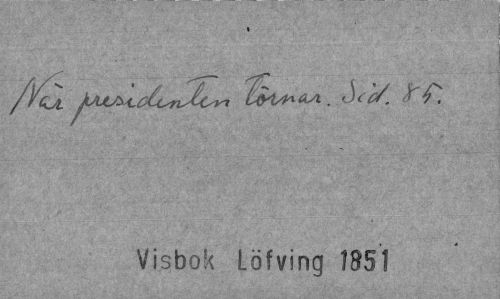 När presidenten törnar. Sid. 85.
Visbok Löfving 1851